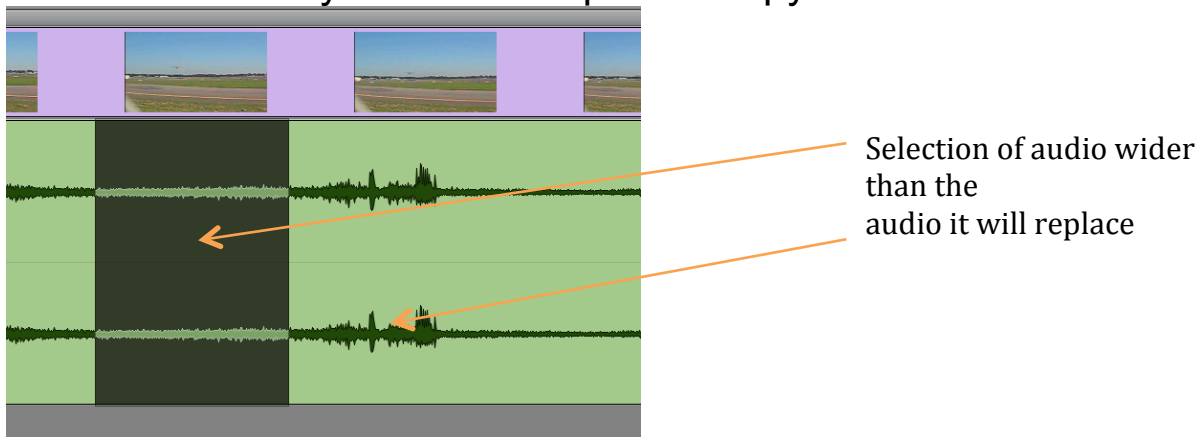 Selection of audio wider
than the
audio it will replace